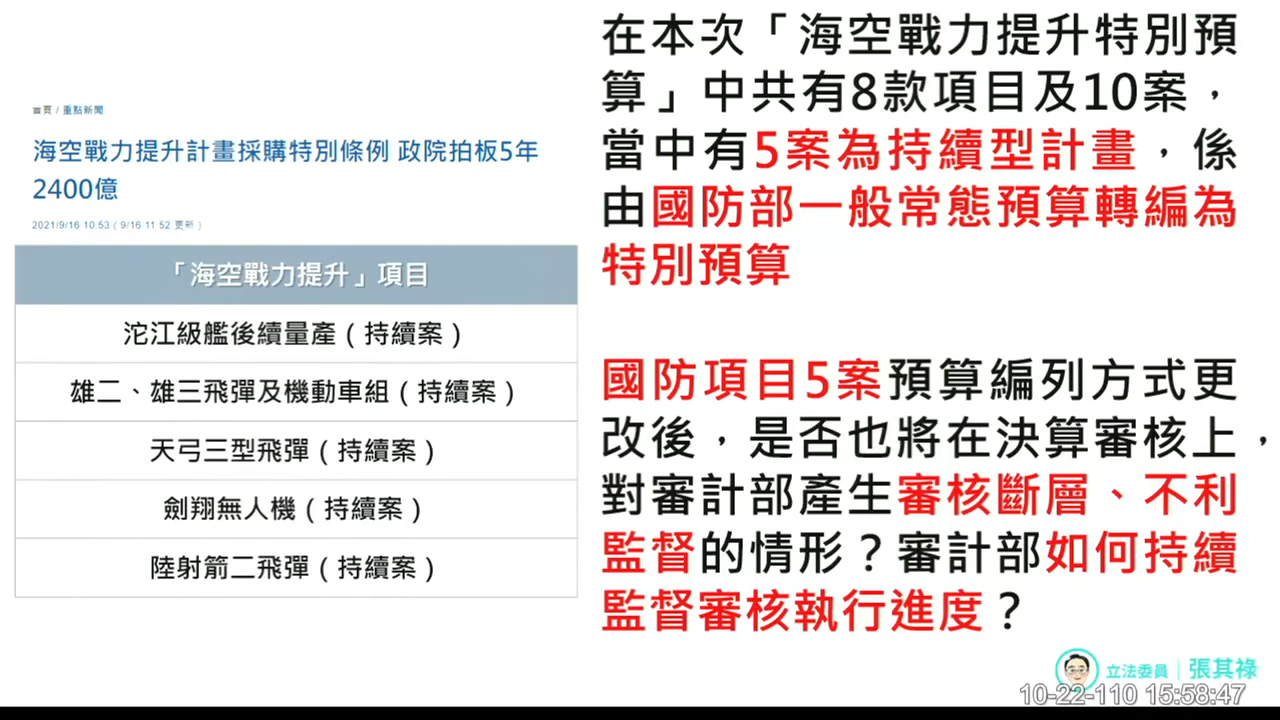 首頁 / 重點新聞
海空戰力提升計畫採購特別條例 政院拍板5年
2400億
2021/9/16 10:53（9/16 11:52 更新）
「海空戰力提升」項目
沱江級艦後續量產（持續案）
雄二、雄三飛彈及機動車組（持續案）
天弓三型飛彈（持續案）
劍翔無人機（持續案）
陸射箭二飛彈（持續案）
在本次「海空戰力提升特別預
算」中共有8款項目及10案，
當中有5案為持續型計畫，係
由國防部一般常態預算轉編為
特別預算
國防項目5案預算編列方式更
改後，是否也將在決算審核上，
對審計部產生審核斷層、不利
監督的情形？審計部如何持續
監督審核執行進度？
立法委員｜張其祿
10-22-110 15:58:47